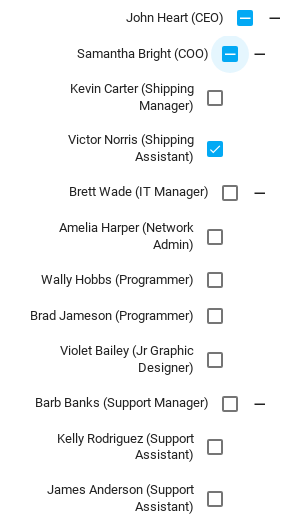 John Heart (CEO)
Samantha Bright (COO)
Kevin Carter (Shipping
Manager)
Victor Norris (Shipping
Assistant)
Brett Wade (IT Manager)
Amelia Harper (Network
Admin)
Wally Hobbs (Programmer)
Brad Jameson (Programmer)
Violet Bailey (Jr Graphic
Designer)
Barb Banks (Support Manager)
Kelly Rodriguez (Support
Assistant)
James Anderson (Support
Assistant)